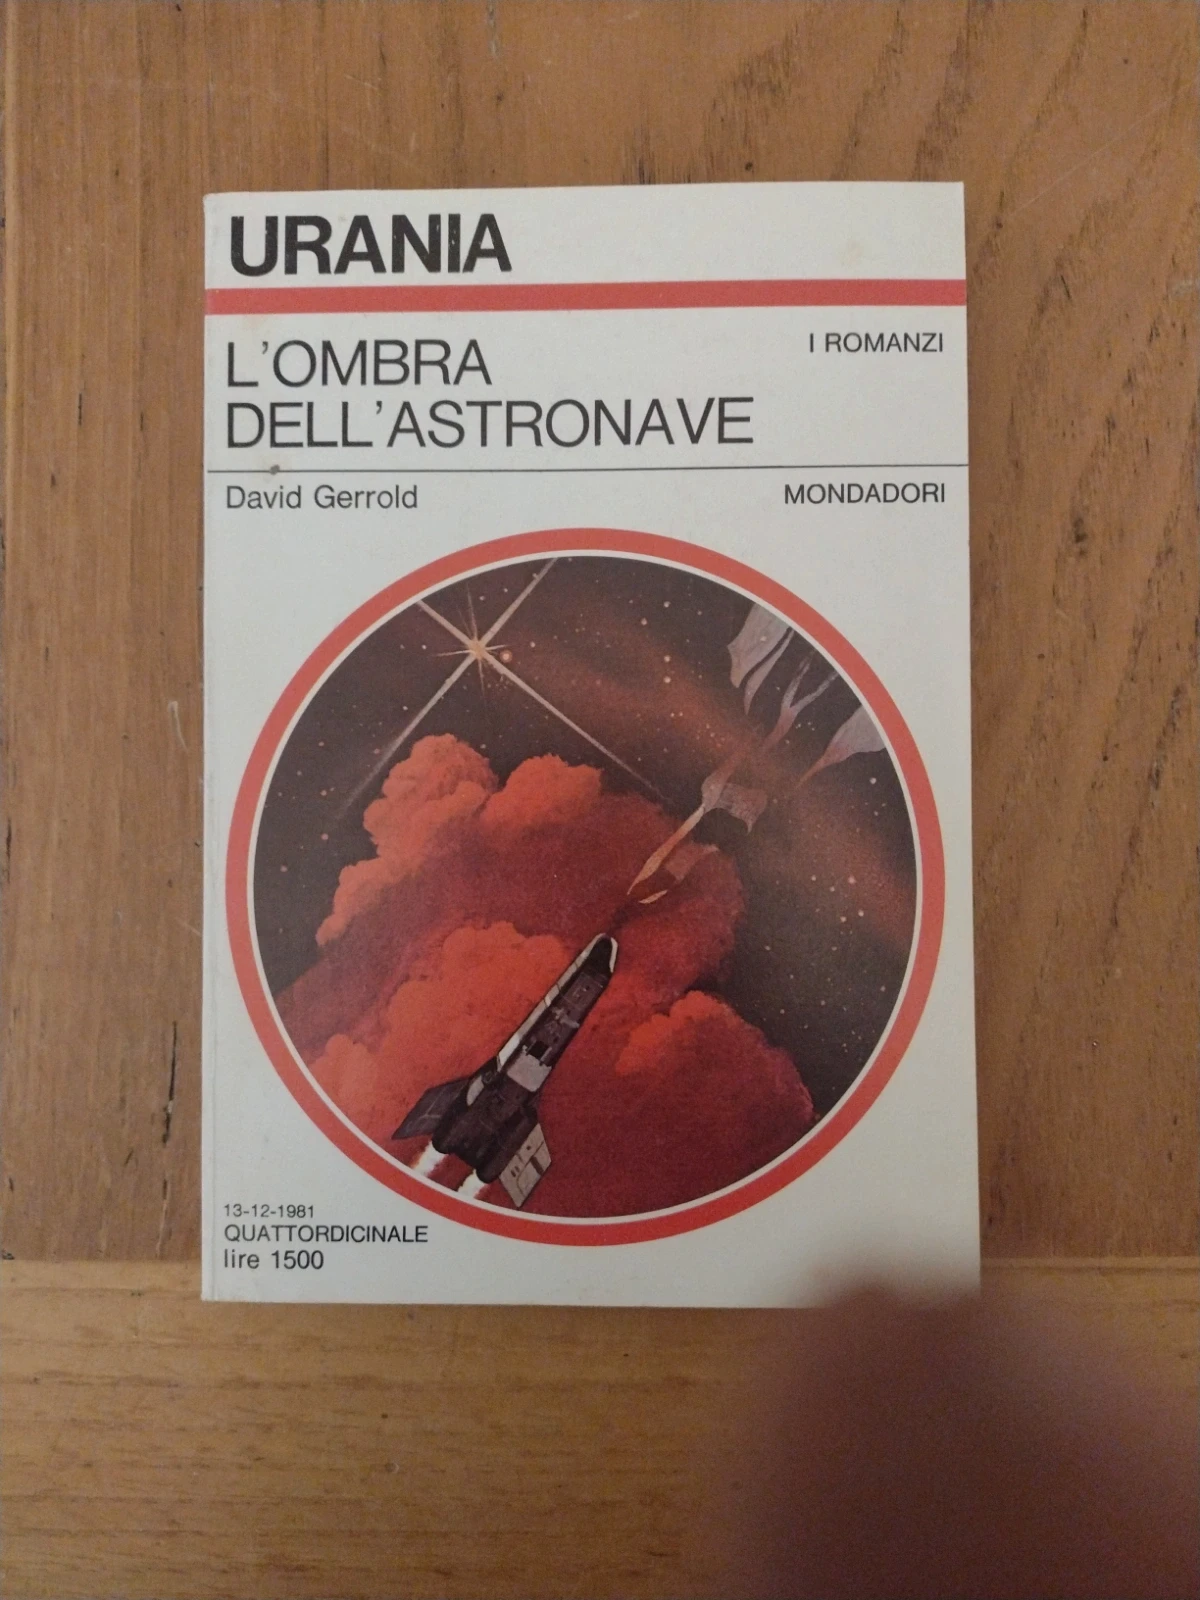 URANIA
L'OMBRA
DELL'ASTRONAVE
I ROMANZI
David Gerrold
MONDADORI
13-12-1981
QUATTORDICINALE
lire 1500